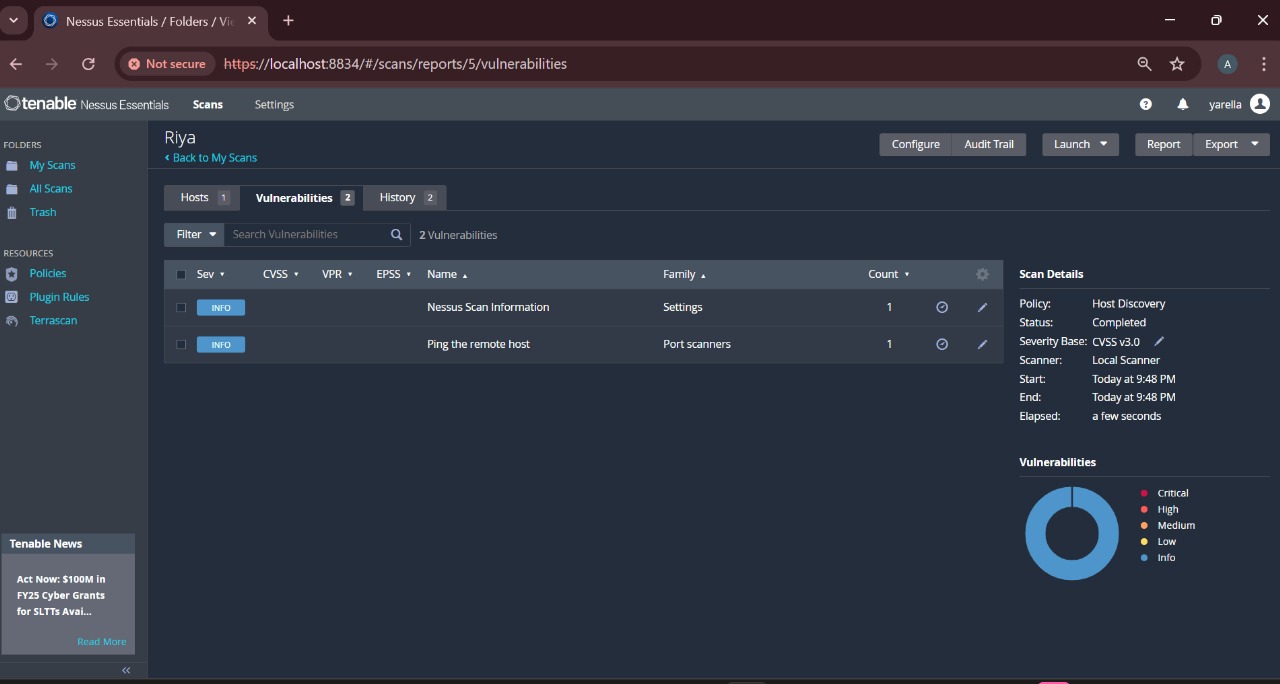 Nessus Essentials / Folders / Vie
Not secure https://localhost:8834/#/scans/reports/5/vulnerabilities A
tenable Nessus Essentials Scans Settings yarella
FOLDERS
My Scans
All Scans
Trash
RESOURCES
Policies
Plugin Rules
Terrascan
Tenable News
Act Now: $100M in
FY25 Cyber Grants
for SLTTs Avai...
Read More
Riya
Back to My Scans
Configure Audit Trail Launch Report Export
Hosts 1 Vulnerabilities 2 History 2
Filter Search Vulnerabilities 2 Vulnerabilities
Sev CVSS VPR EPSS Name Family Count
INFO Nessus Scan Information Settings 1
INFO Ping the remote host Port scanners 1
Scan Details
Policy: Host Discovery
Status: Completed
Severity Base: CVSS v3.0
Scanner: Local Scanner
Start: Today at 9:48 PM
End: Today at 9:48 PM
Elapsed: a few seconds
Vulnerabilities
Critical
High
Medium
Low
Info